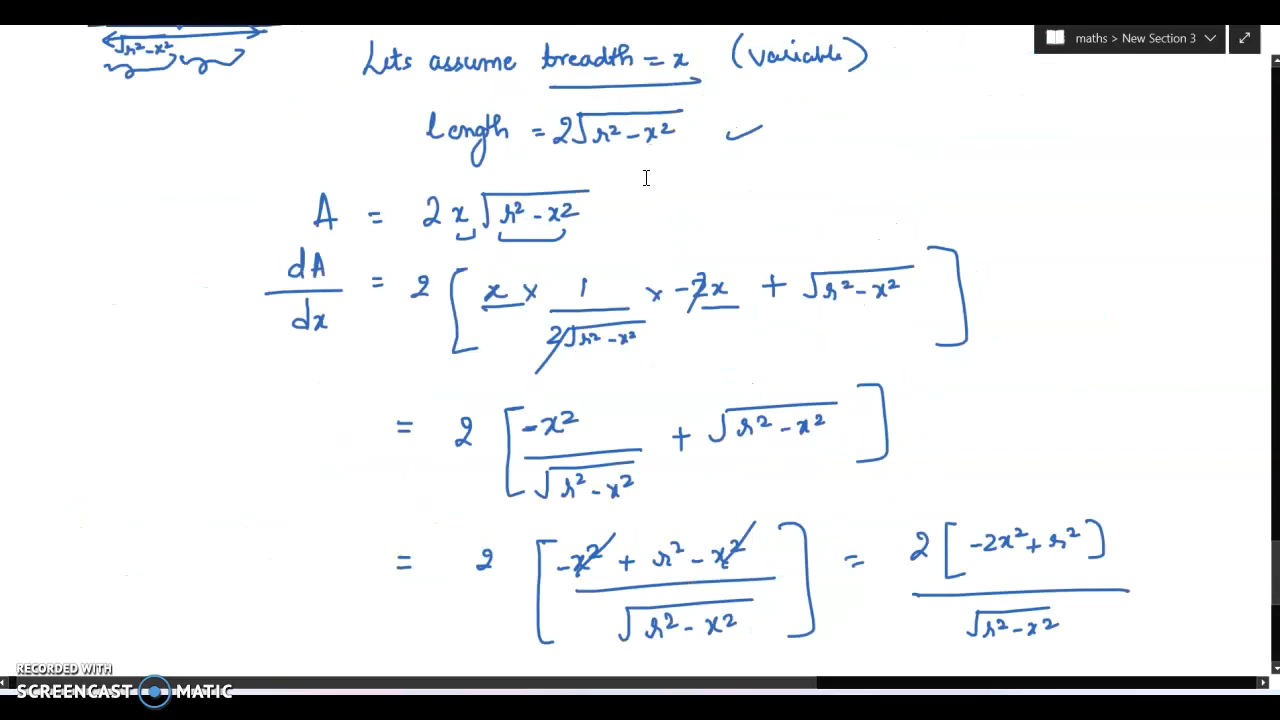 √r²-x²
maths > New Section 3
Lets assume breadth = x (variable)
length = 2√r²-x² ✓
A = 2x√r²-x²
dA/dx = 2 [ x × 1/2√r²-x² × -2x + √r²-x² ]
= 2 [ -x²/√r²-x² + √r²-x² ]
= 2 [ -x² + r² - x²/√r²-x² ] = 2[-2x²+r²]/√r²-x²
RECORDED WITH
SCREENCAST MATIC